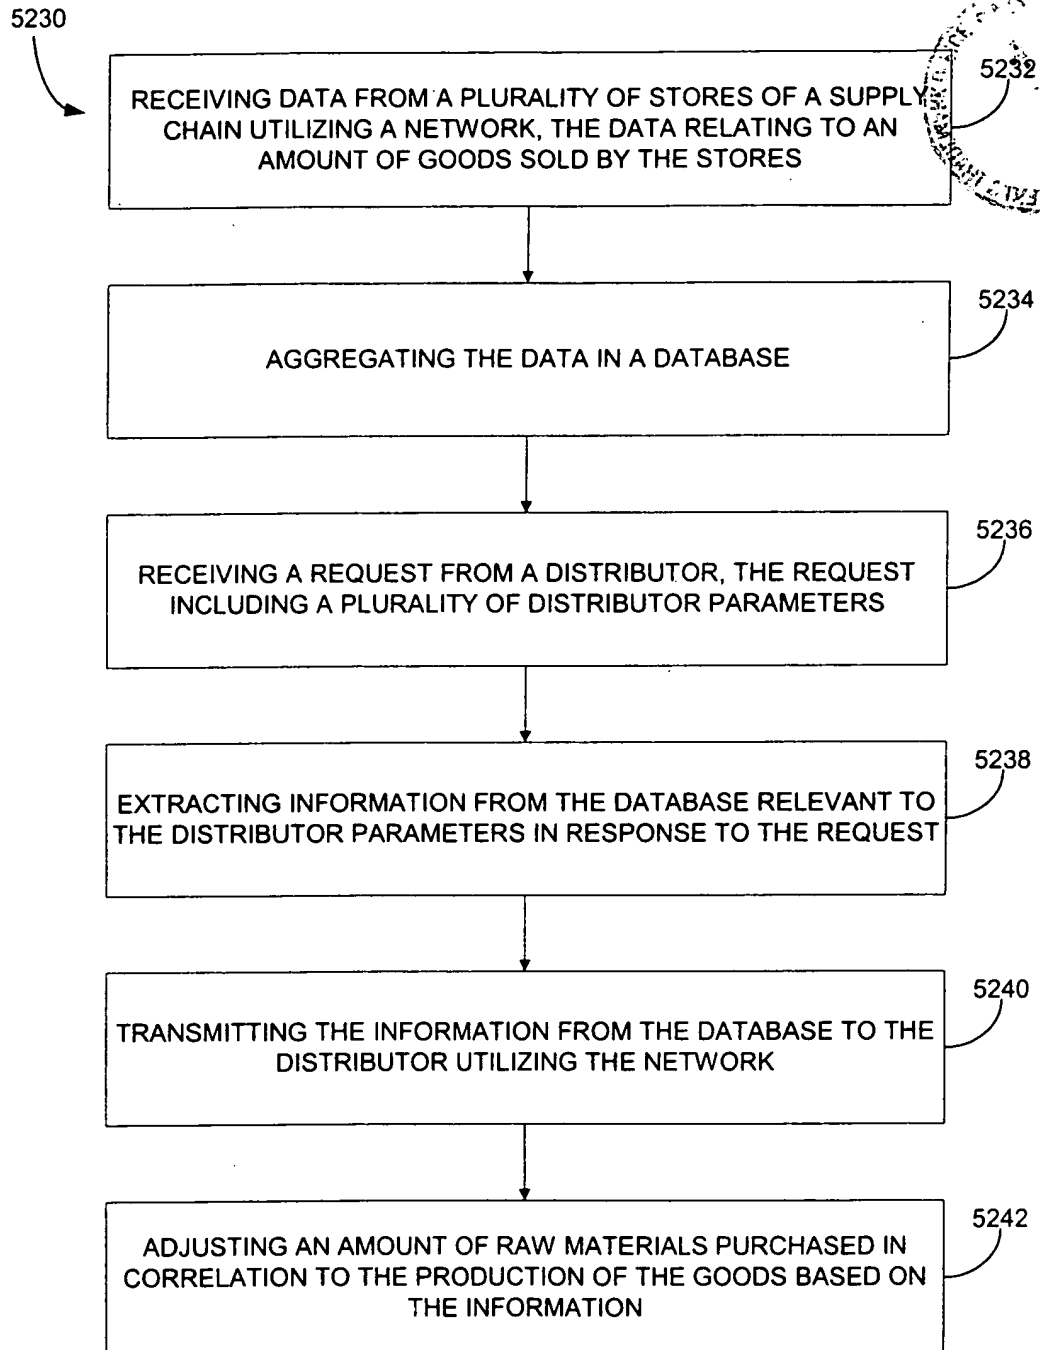 5230
5232
RECEIVING DATA FROM A PLURALITY OF STORES OF A SUPPLY
CHAIN UTILIZING A NETWORK, THE DATA RELATING TO AN
AMOUNT OF GOODS SOLD BY THE STORES
5234
AGGREGATING THE DATA IN A DATABASE
5236
RECEIVING A REQUEST FROM A DISTRIBUTOR, THE REQUEST
INCLUDING A PLURALITY OF DISTRIBUTOR PARAMETERS
5238
EXTRACTING INFORMATION FROM THE DATABASE RELEVANT TO
THE DISTRIBUTOR PARAMETERS IN RESPONSE TO THE REQUEST
5240
TRANSMITTING THE INFORMATION FROM THE DATABASE TO THE
DISTRIBUTOR UTILIZING THE NETWORK
5242
ADJUSTING AN AMOUNT OF RAW MATERIALS PURCHASED IN
CORRELATION TO THE PRODUCTION OF THE GOODS BASED ON
THE INFORMATION